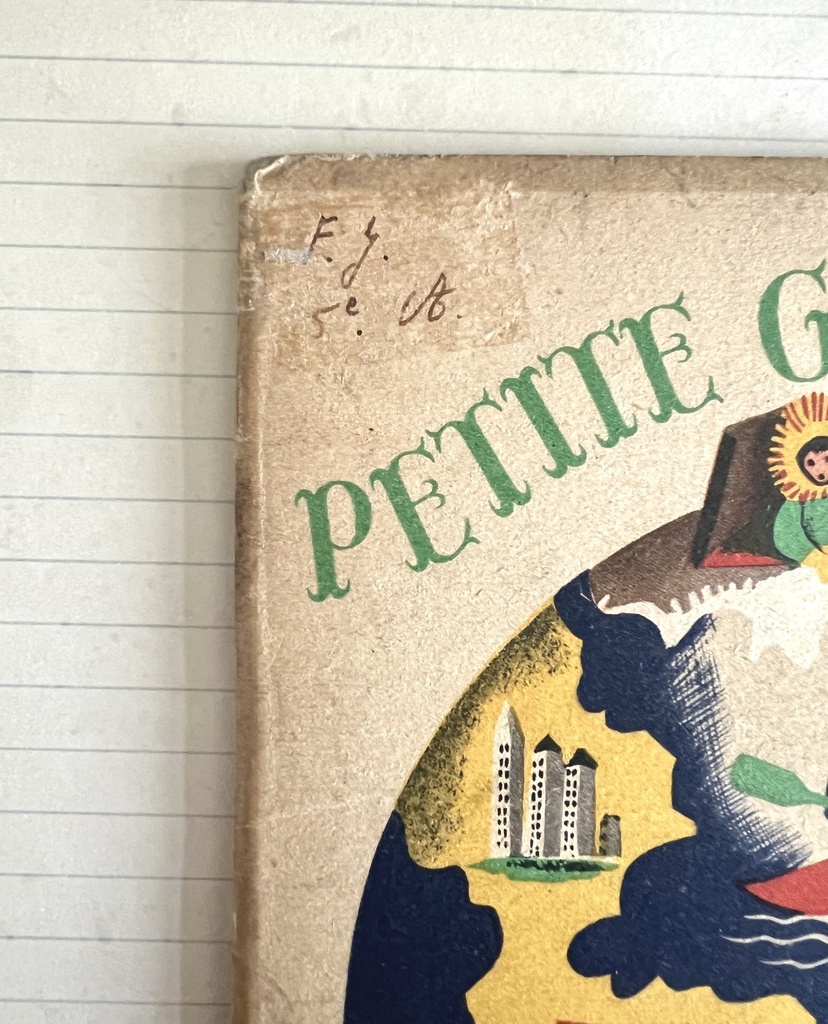 F. G.
5e. A.
PETITE G